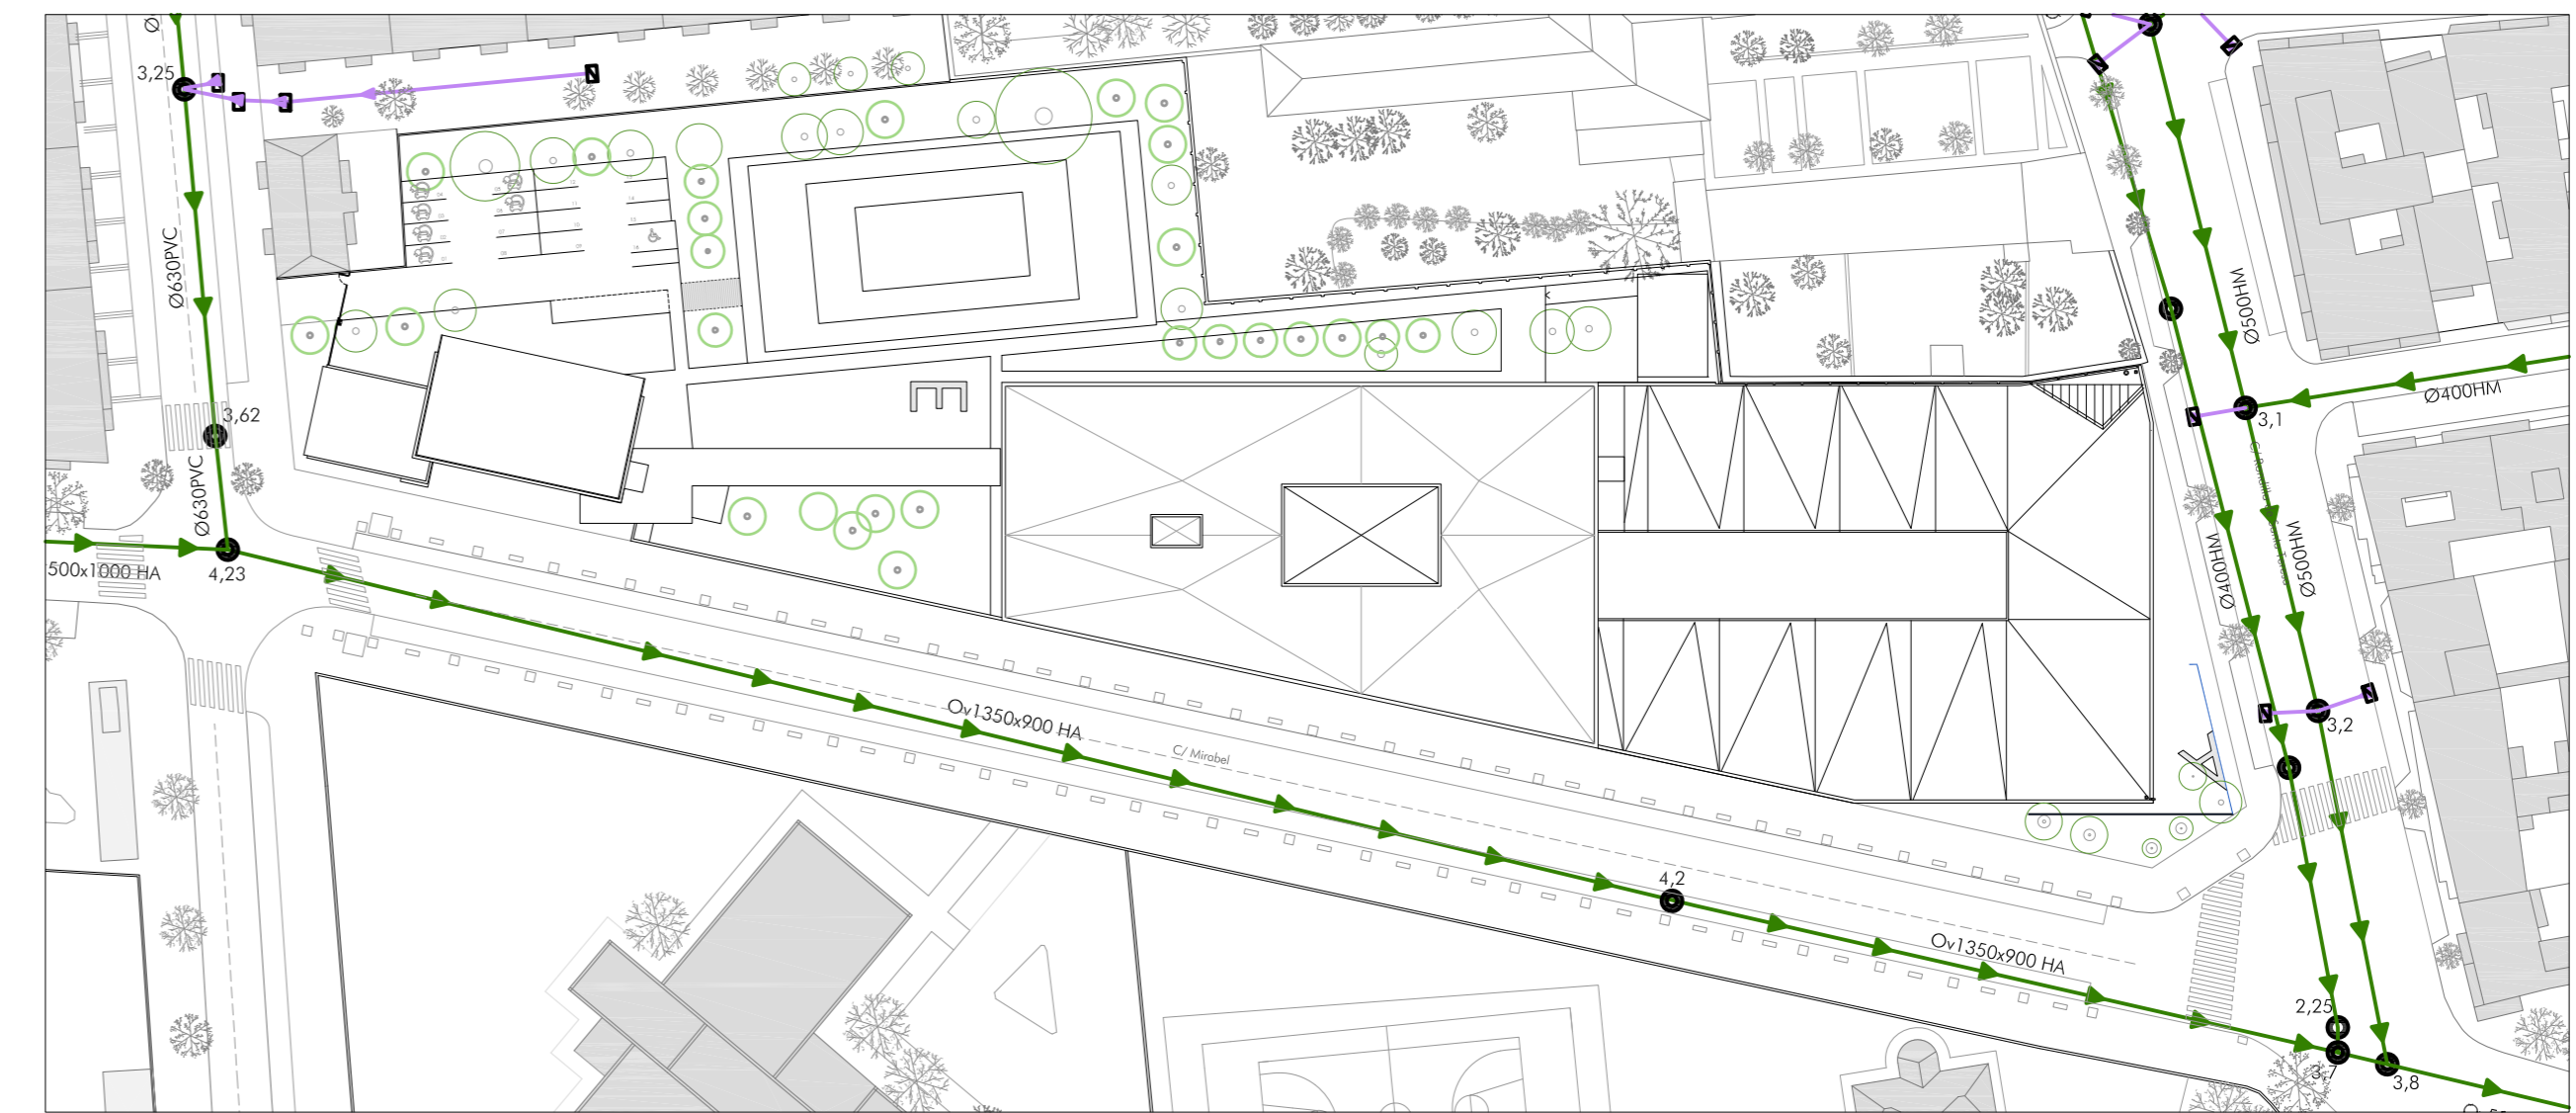 3,25
Ø630PVC
Ø500HM
Ø400HM
3,62
E
3,1
Ø630PVC
4,23
500x1000 HA
Ø400HM
Ø500HM
Ov1350x900 HA
C/ Mirabel
3,2
4,2
Ov1350x900 HA
2,25
3,7
3,8